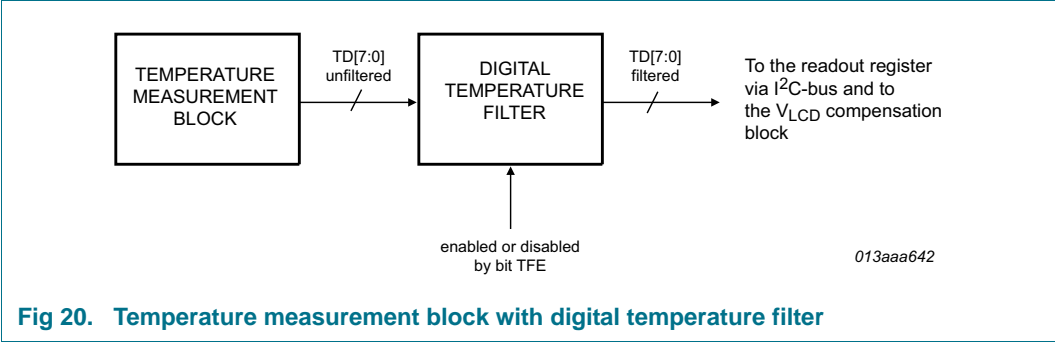 TEMPERATURE
MEASUREMENT
BLOCK
TD[7:0]
unfiltered
DIGITAL
TEMPERATURE
FILTER
TD[7:0]
filtered
To the readout register
via I²C-bus and to
the VLCD compensation
block
enabled or disabled
by bit TFE
013aaa642
Fig 20. Temperature measurement block with digital temperature filter